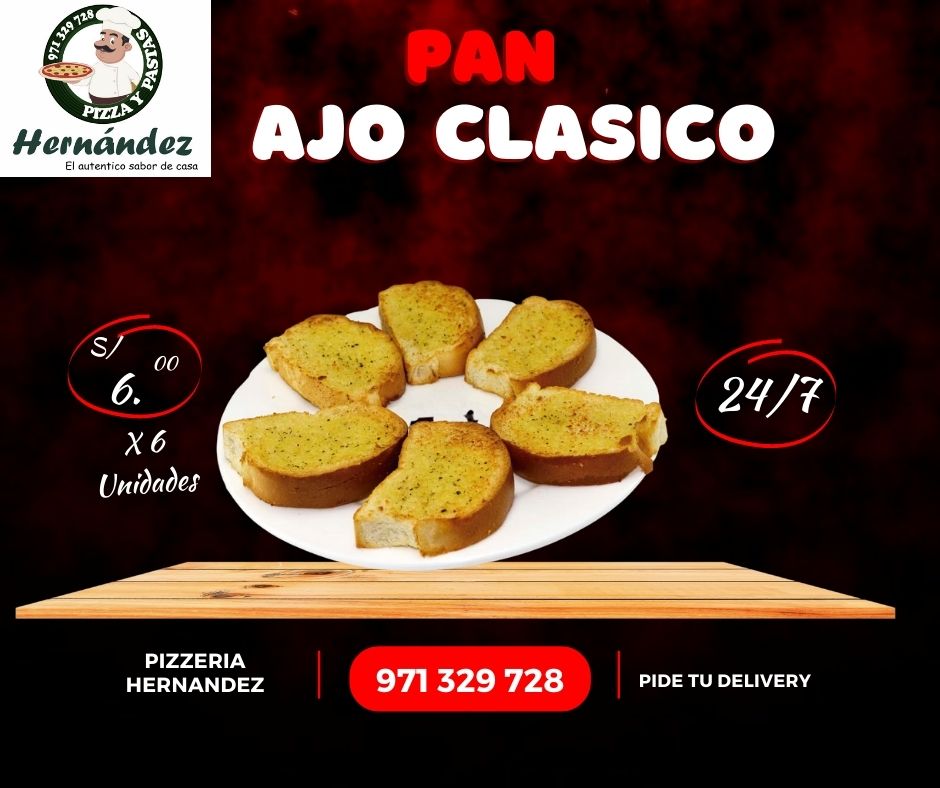 971 329 728
PIZZA Y PASTAS
Hernández
El autentico sabor de casa
PAN
AJO CLASICO
S/ 6.00
X 6
Unidades
24/7
PIZZERIA
HERNANDEZ
971 329 728
PIDE TU DELIVERY